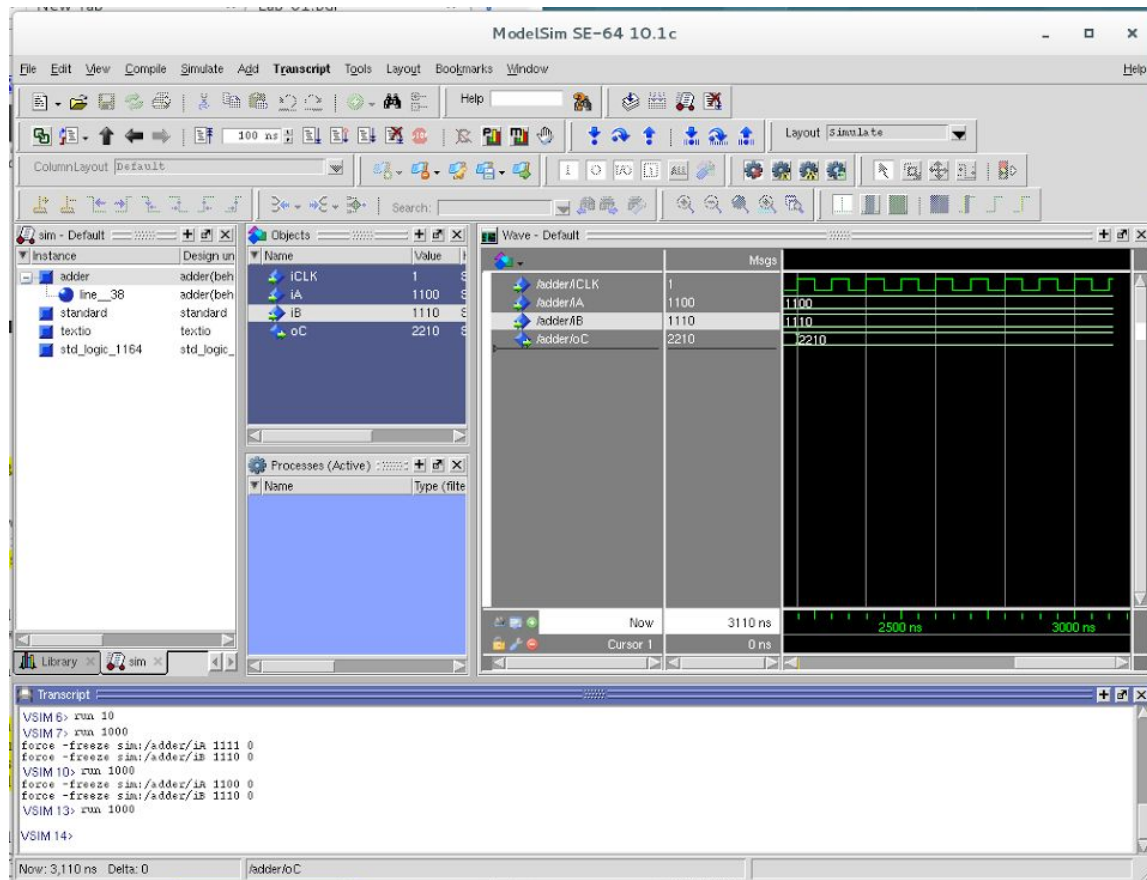 New Tab
Lab-01.pdf
ModelSim SE-64 10.1c
File Edit View Compile Simulate Add Transcript Tools Layout Bookmarks Window Help
Help
100 ns
Layout Simulate
ColumnLayout Default
Search:
sim - Default
Instance Design un
adder adder(beh
line__38 adder(beh
standard standard
textio textio
std_logic_1164 std_logic_
Library sim
Objects
Name Value
iCLK 1
iA 1100
iB 1110
oC 2210
Processes (Active)
Name Type (filte
Wave - Default
Msgs
/adder/iCLK 1
/adder/iA 1100 1100
/adder/iB 1110 1110
/adder/oC 2210 2210
Now 3110 ns 2500 ns 3000 ns
Cursor 1 0 ns
Transcript
VSIM 6> run 10
VSIM 7> run 1000
force -freeze sim:/adder/iA 1111 0
force -freeze sim:/adder/iB 1110 0
VSIM 10> run 1000
force -freeze sim:/adder/iA 1100 0
force -freeze sim:/adder/iB 1110 0
VSIM 13> run 1000
VSIM 14>
Now: 3,110 ns Delta: 0 /adder/oC